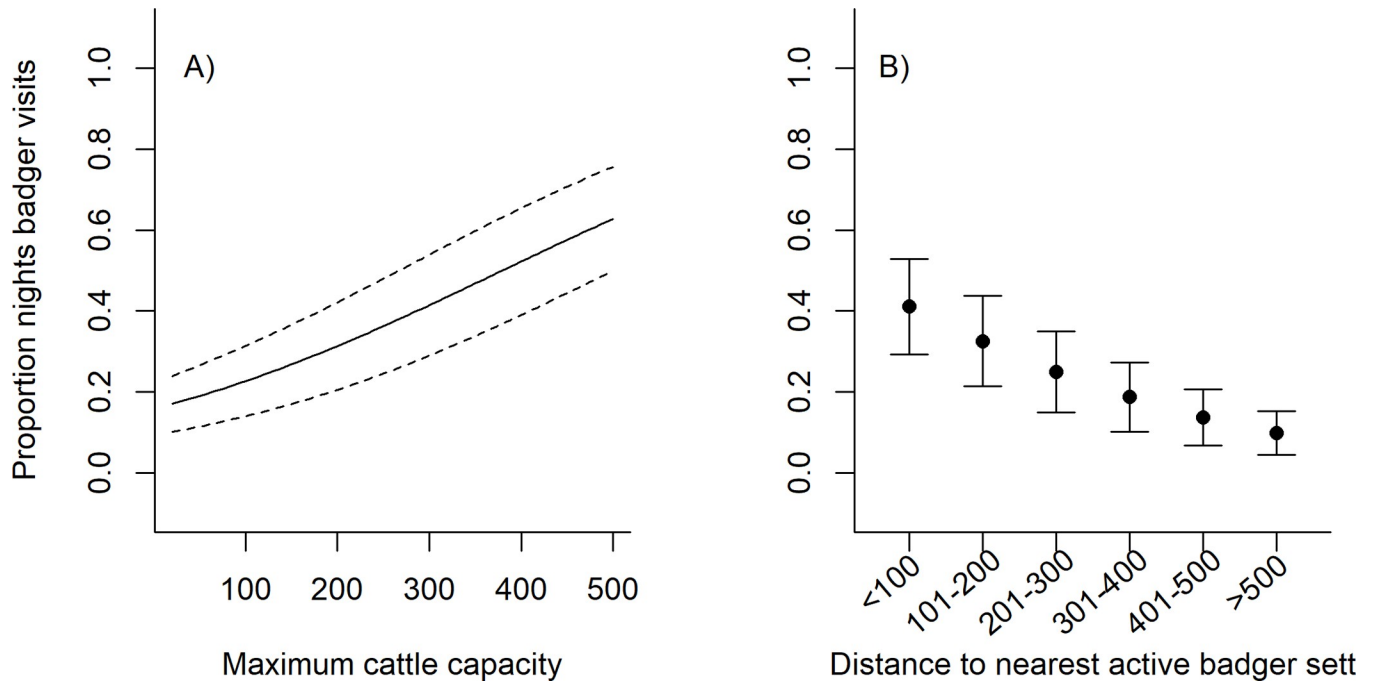 Proportion nights badger visits
A)
1.0
0.8
0.6
0.4
0.2
0.0
100 200 300 400 500
Maximum cattle capacity
B)
1.0
0.8
0.6
0.4
0.2
0.0
<100 101-200 201-300 301-400 401-500 >500
Distance to nearest active badger sett